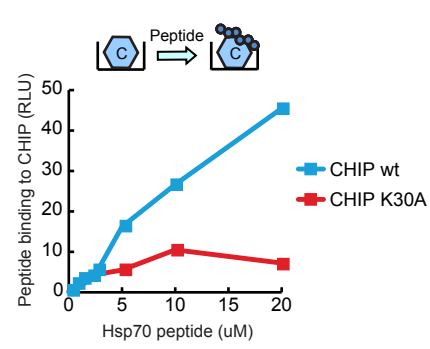 Peptide
C
C
Peptide binding to CHIP (RLU)
50
40
30
20
10
0
0
5
10
15
20
Hsp70 peptide (uM)
CHIP wt
CHIP K30A